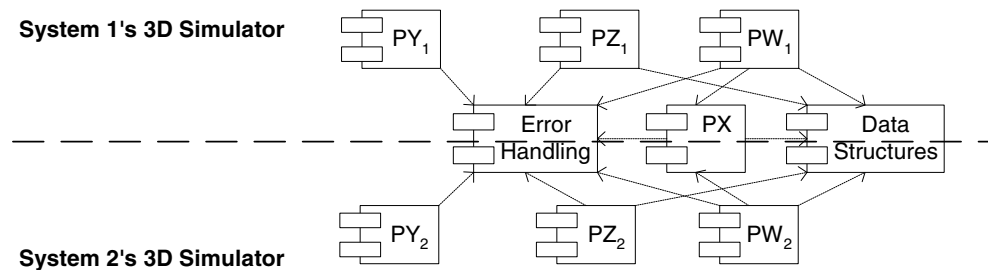 System 1's 3D Simulator
PY₁
PZ₁
PW₁
Error
Handling
PX
Data
Structures
PY₂
PZ₂
PW₂
System 2's 3D Simulator